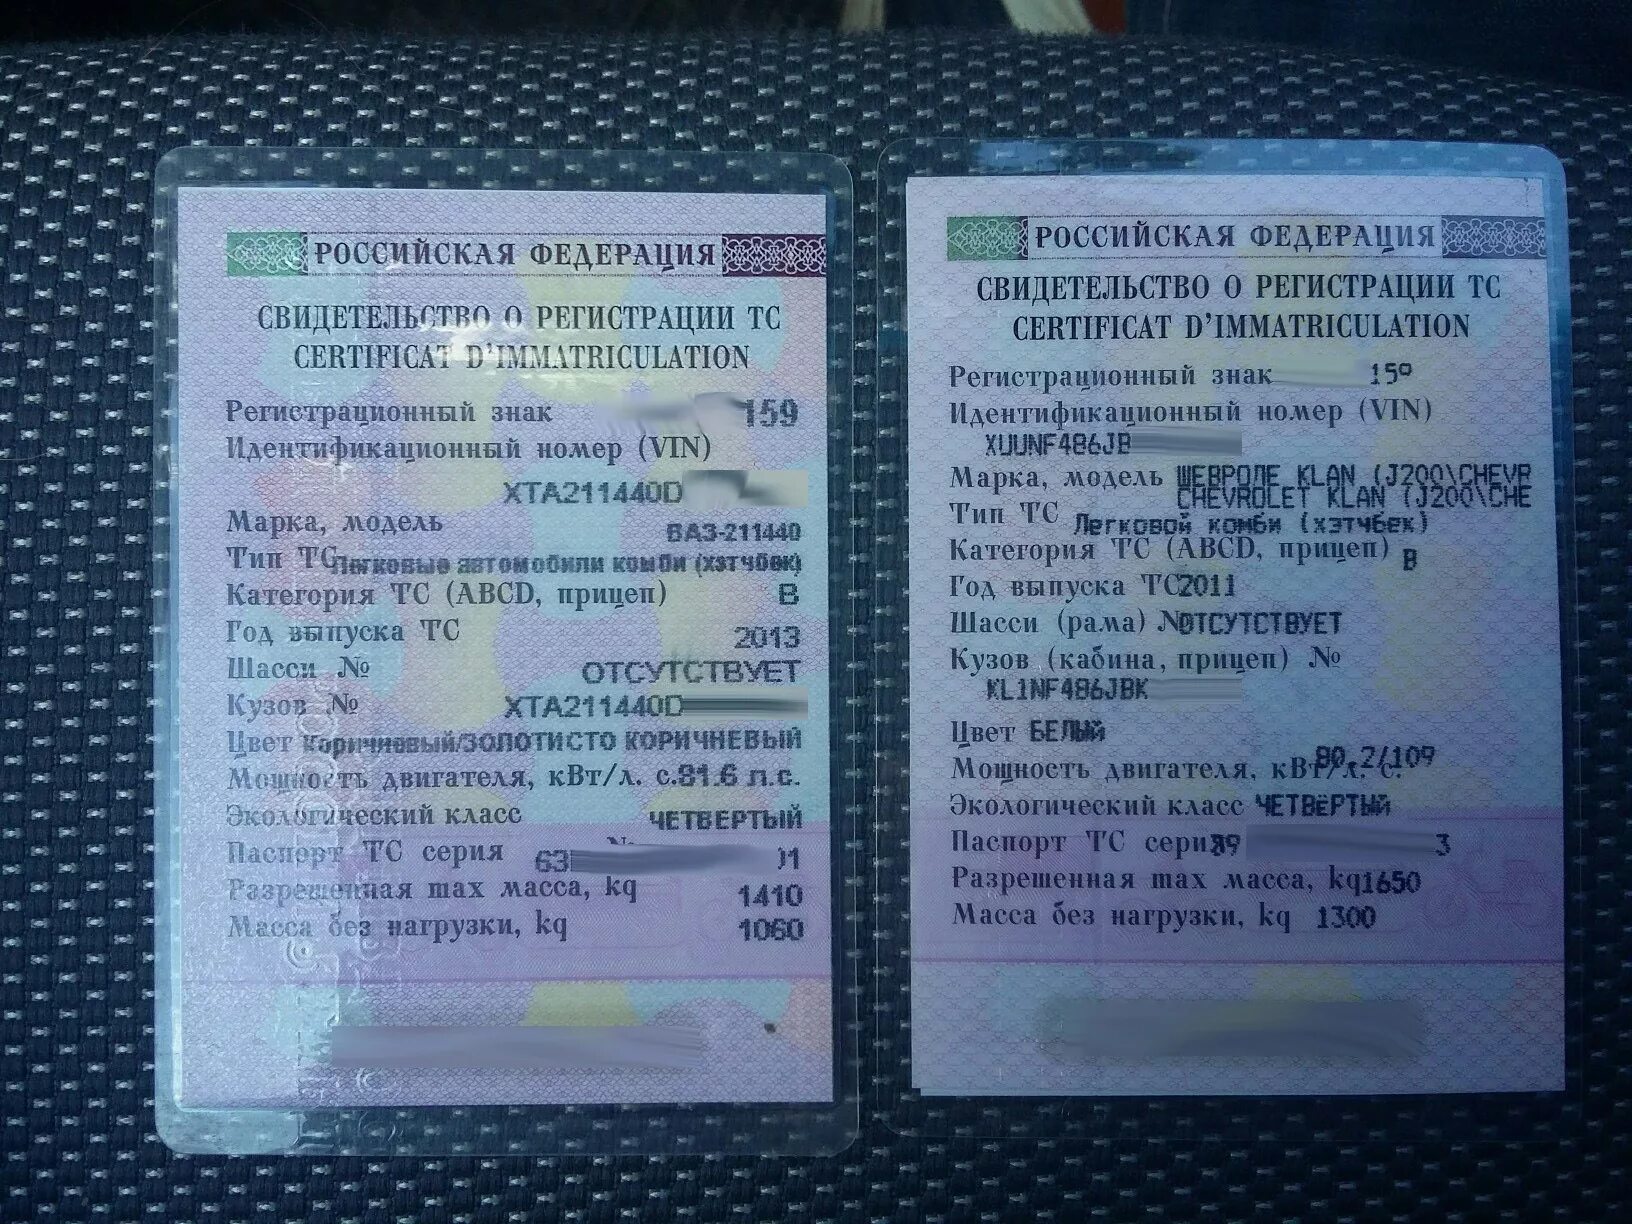 РОССИЙСКАЯ ФЕДЕРАЦИЯ
СВИДЕТЕЛЬСТВО О РЕГИСТРАЦИИ ТС
CERTIFICAT D'IMMATRICULATION
Регистрационный знак 159
Идентификационный номер (VIN)
XTA211440D
Марка, модель ВАЗ-211440
Тип ТС Легковые автомобили комби (хэтчбек)
Категория ТС (ABCD, прицеп) B
Год выпуска ТС 2013
Шасси № ОТСУТСТВУЕТ
Кузов № XTA211440D
Цвет Коричневый/ЗОЛОТИСТО КОРИЧНЕВЫЙ
Мощность двигателя, кВт/л. с.81.6 л.с.
Экологический класс ЧЕТВЕРТЫЙ
Паспорт ТС серия 63 № 1
Разрешенная max масса, kg 1410
Масса без нагрузки, kg 1060
РОССИЙСКАЯ ФЕДЕРАЦИЯ
СВИДЕТЕЛЬСТВО О РЕГИСТРАЦИИ ТС
CERTIFICAT D'IMMATRICULATION
Регистрационный знак 159
Идентификационный номер (VIN)
XUUNF486JB
Марка, модель ШЕВРОЛЕ KLAN (J200\CHEVR
CHEVROLET KLAN (J200\CHE
Тип ТС Легковой комби (хэтчбек)
Категория ТС (ABCD, прицеп) B
Год выпуска ТС2011
Шасси (рама) №ОТСУТСТВУЕТ
Кузов (кабина, прицеп) №
KL1NF486JBK
Цвет БЕЛЫЙ
Мощность двигателя, кВт/л. с. 80.2/109
Экологический класс ЧЕТВЁРТЫЙ
Паспорт ТС серия 39 3
Разрешенная max масса, kg1650
Масса без нагрузки, kg 1300